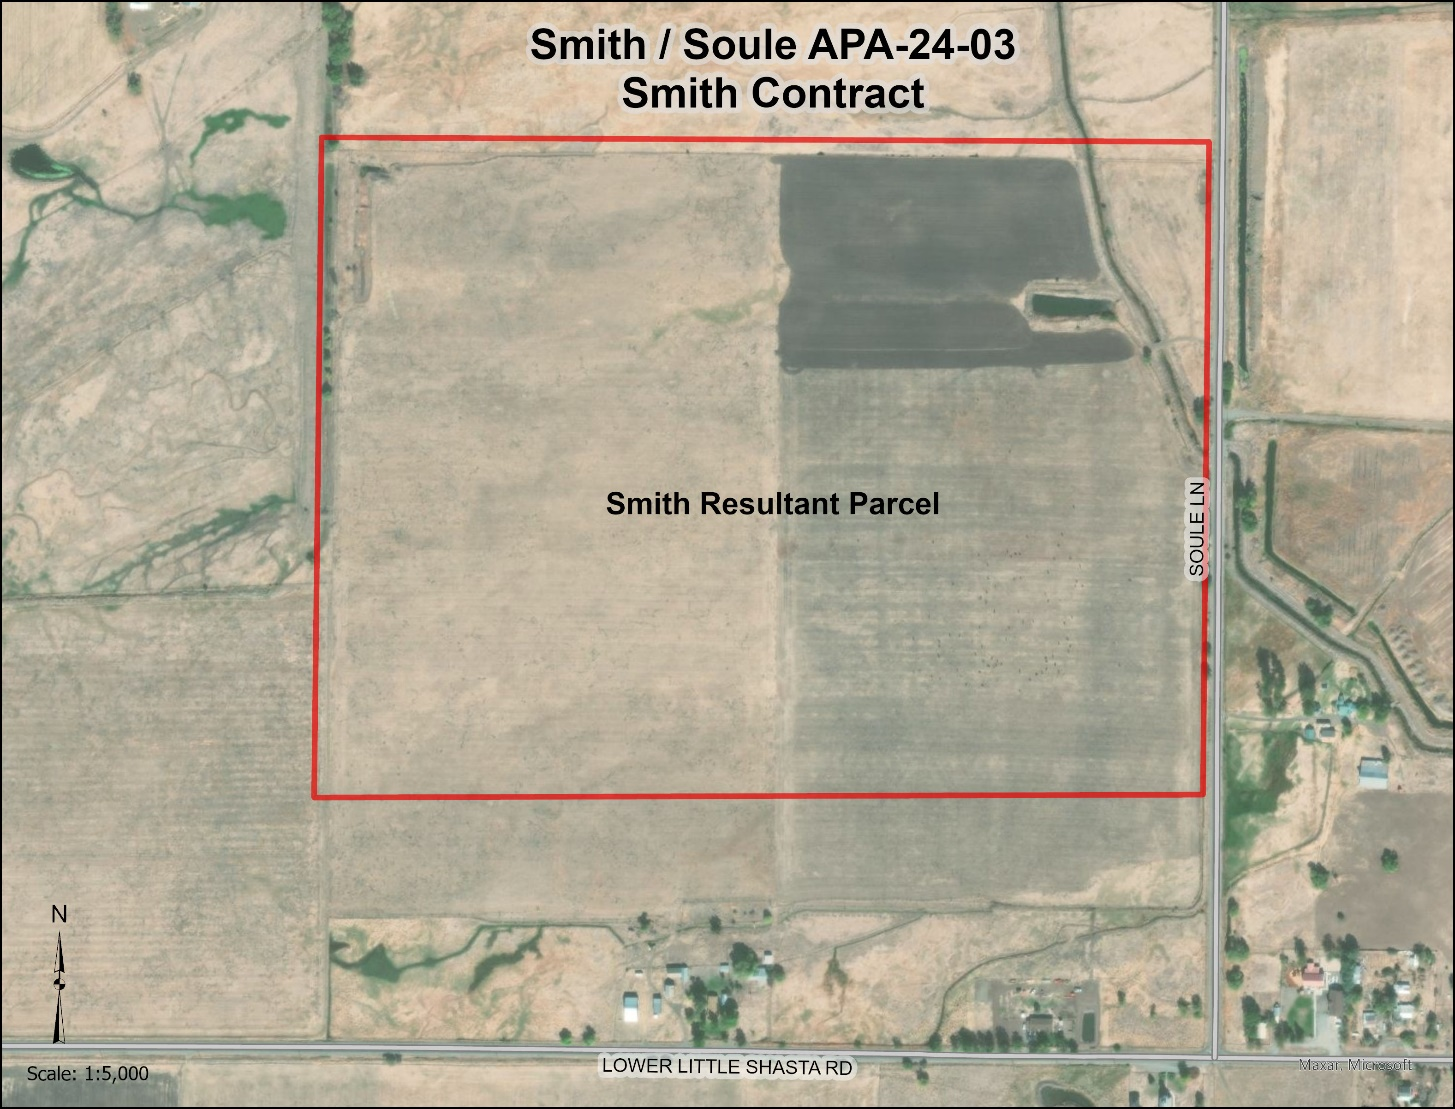 Smith / Soule APA-24-03
Smith Contract
Smith Resultant Parcel
SOULE LN
N
Scale: 1:5,000
LOWER LITTLE SHASTA RD
Maxar, Microsoft